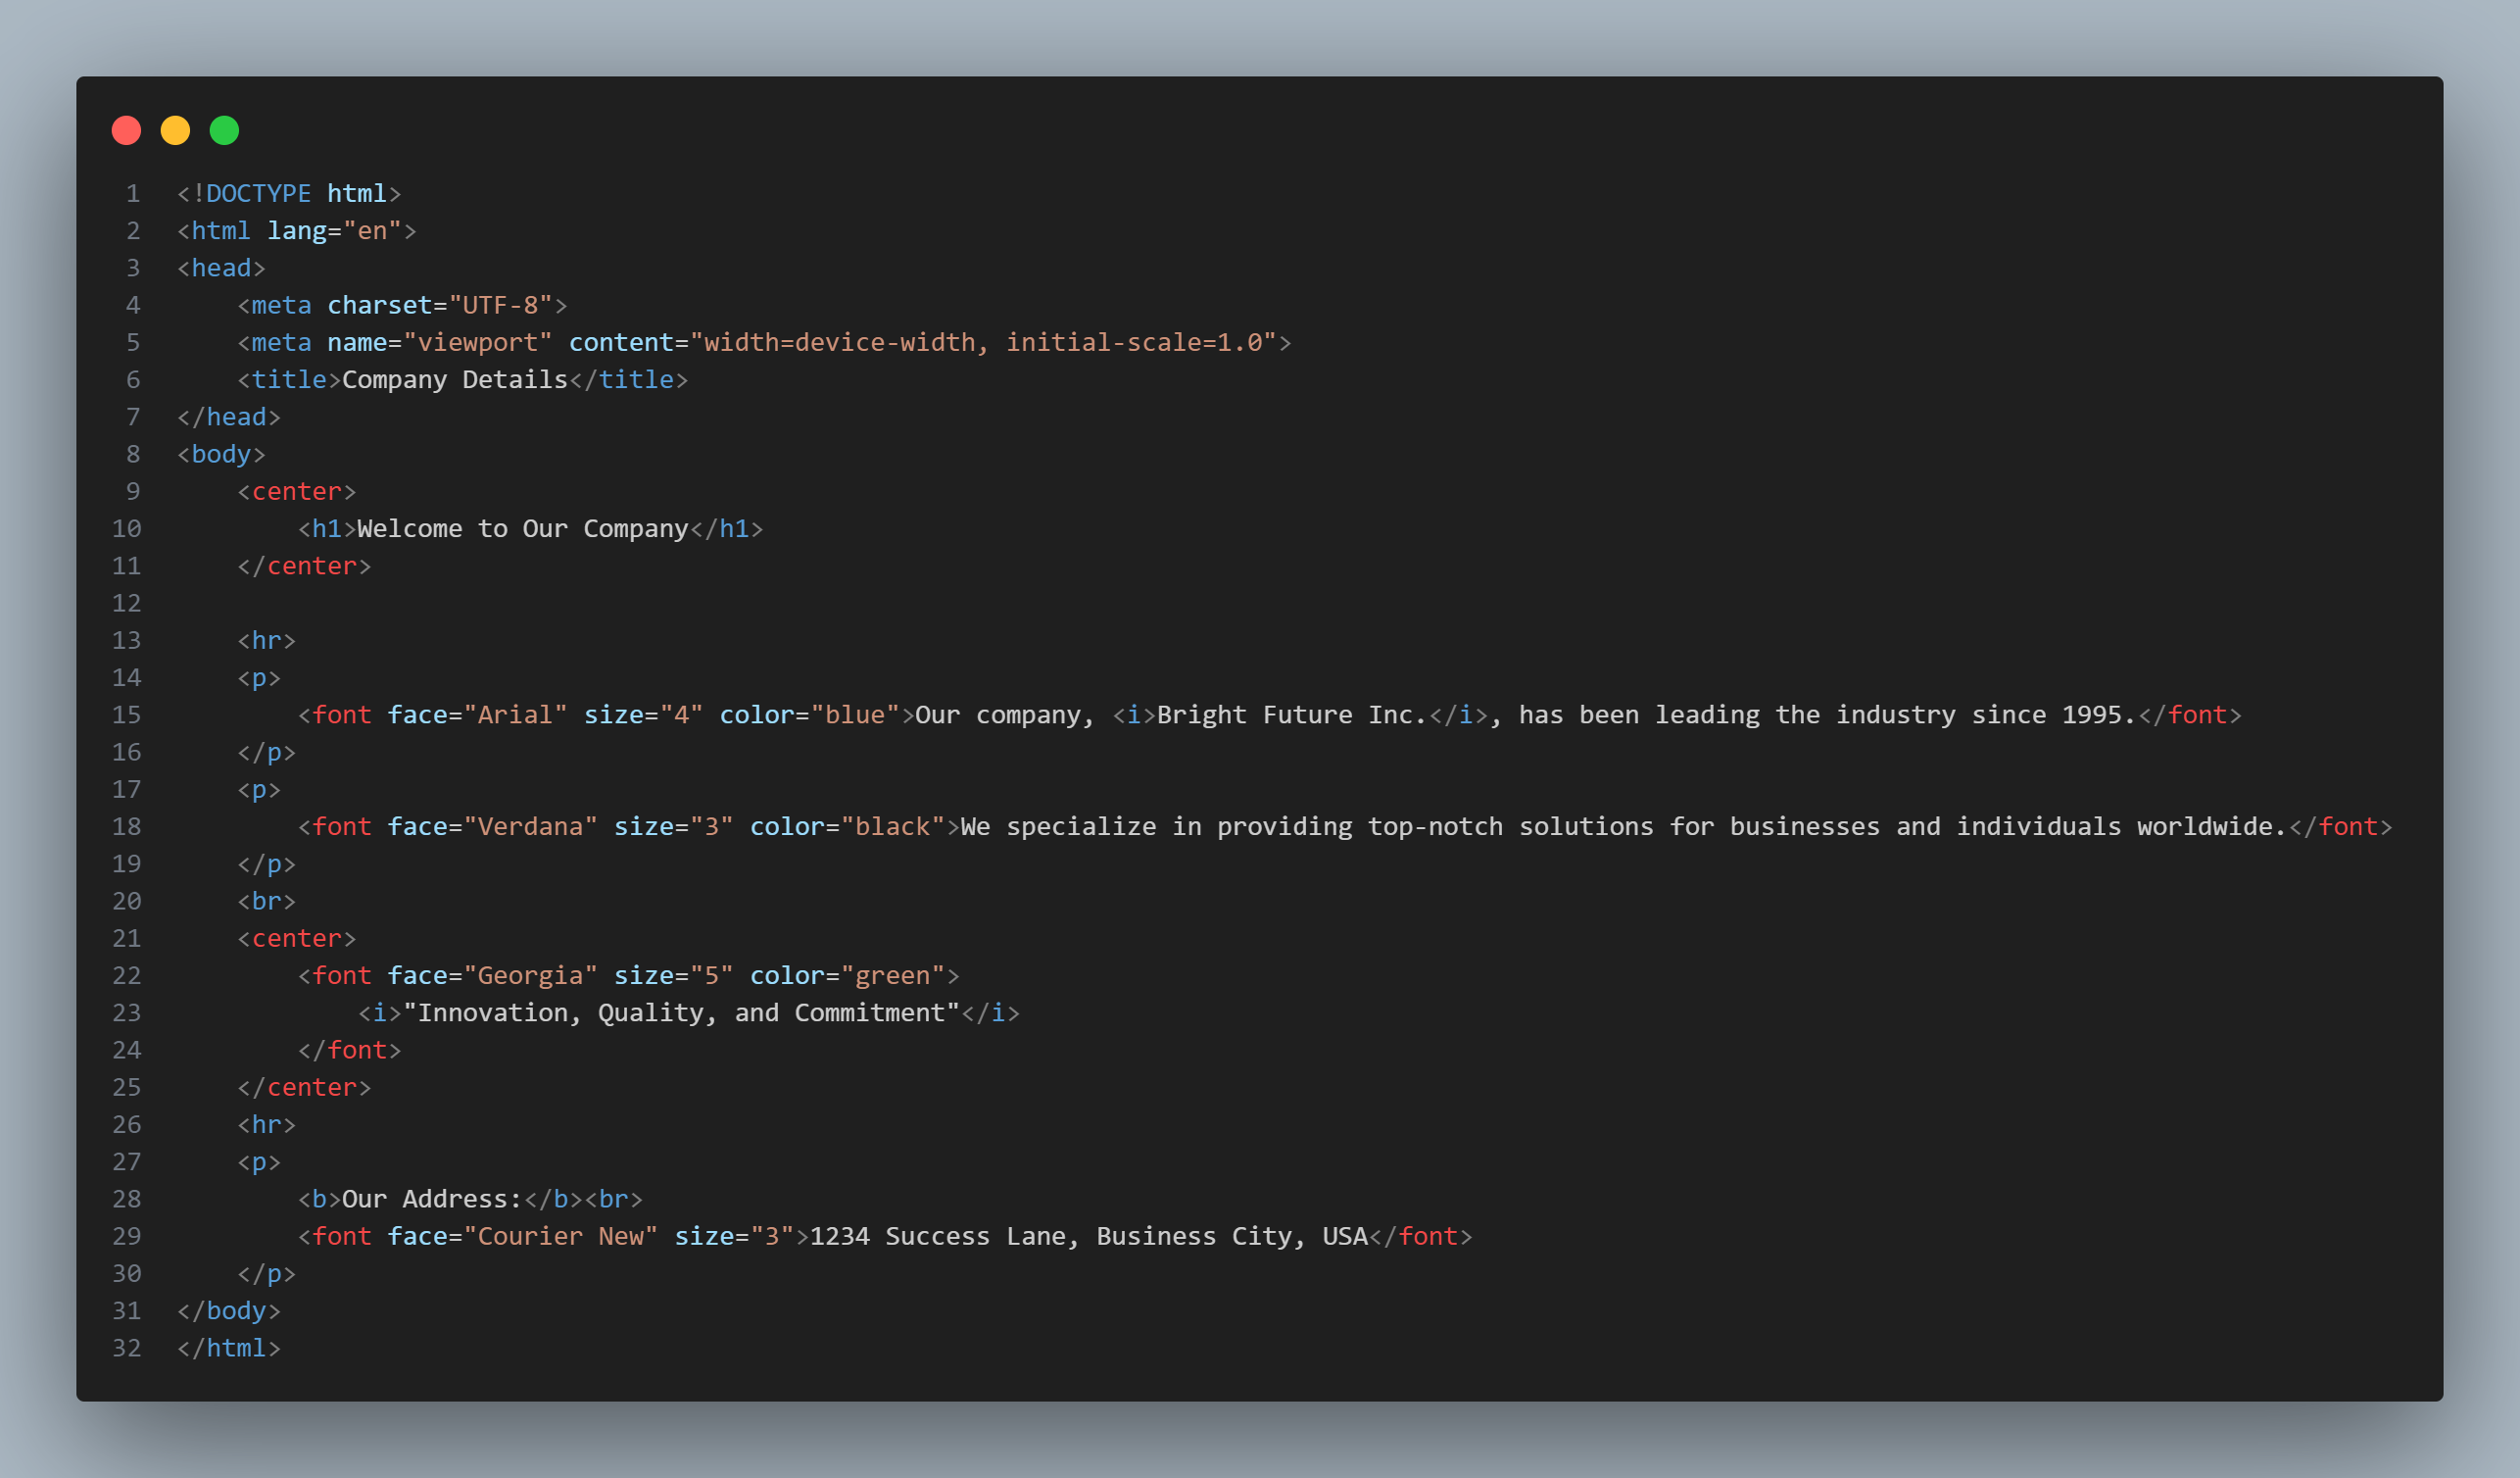 1 <!DOCTYPE html>
2 <html lang="en">
3 <head>
4     <meta charset="UTF-8">
5     <meta name="viewport" content="width=device-width, initial-scale=1.0">
6     <title>Company Details</title>
7 </head>
8 <body>
9     <center>
10         <h1>Welcome to Our Company</h1>
11     </center>
12
13     <hr>
14     <p>
15         <font face="Arial" size="4" color="blue">Our company, <i>Bright Future Inc.</i>, has been leading the industry since 1995.</font>
16     </p>
17     <p>
18         <font face="Verdana" size="3" color="black">We specialize in providing top-notch solutions for businesses and individuals worldwide.</font>
19     </p>
20     <br>
21     <center>
22         <font face="Georgia" size="5" color="green">
23             <i>"Innovation, Quality, and Commitment"</i>
24         </font>
25     </center>
26     <hr>
27     <p>
28         <b>Our Address:</b><br>
29         <font face="Courier New" size="3">1234 Success Lane, Business City, USA</font>
30     </p>
31 </body>
32 </html>